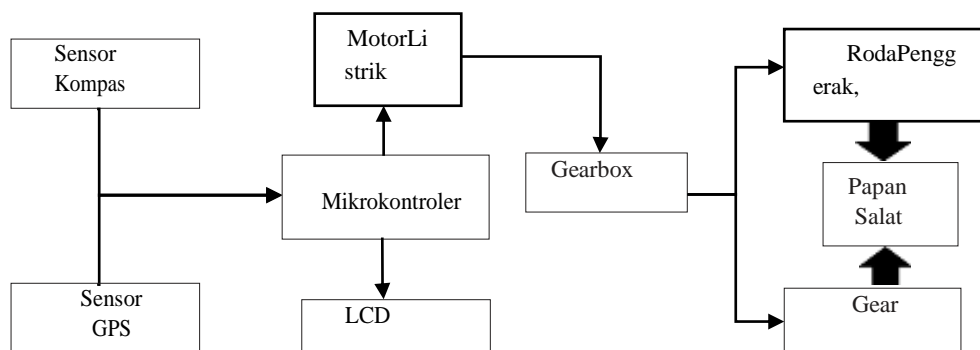 Sensor
Kompas
MotorLi
strik
RodaPengg
erak,
Gearbox
Papan
Salat
Mikrokontroler
Sensor
GPS
LCD
Gear